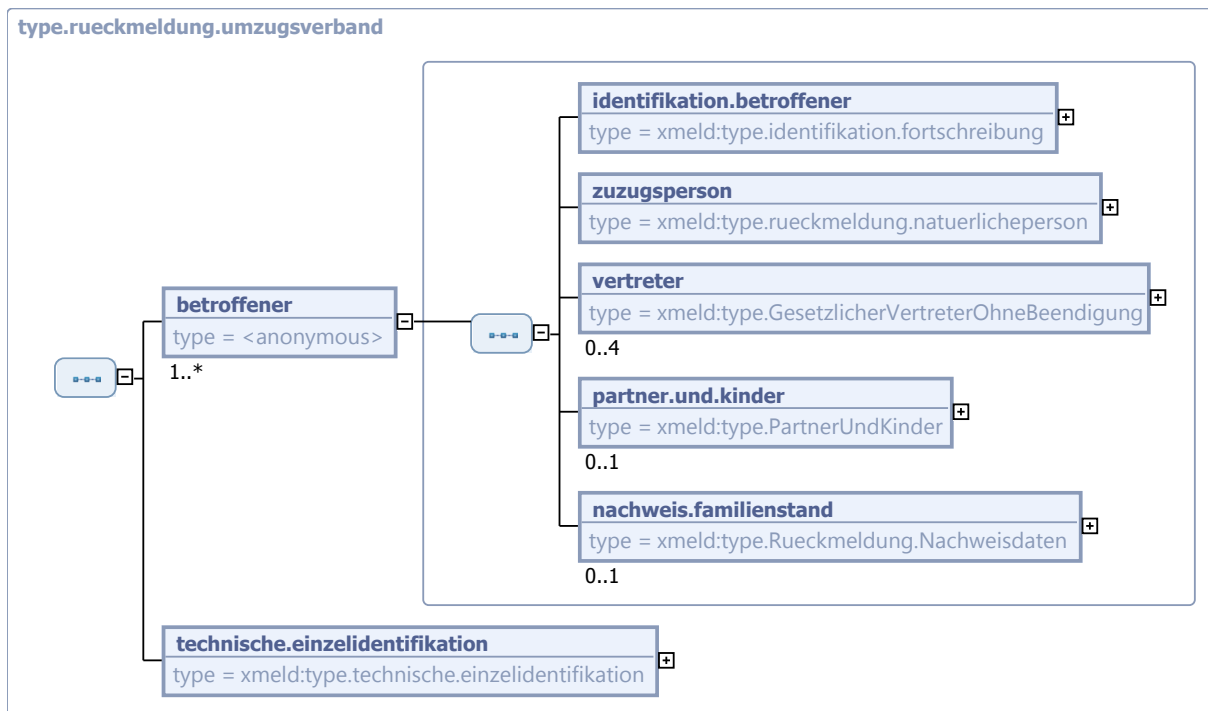 type.rueckmeldung.umzugsverband
identifikation.betroffener
type = xmeld:type.identifikation.fortschreibung
zuzugsperson
type = xmeld:type.rueckmeldung.natuerlicheperson
vertreter
type = xmeld:type.GesetzlicherVertreterOhneBeendigung
0..4
betroffener
type = <anonymous>
1..*
partner.und.kinder
type = xmeld:type.PartnerUndKinder
0..1
nachweis.familienstand
type = xmeld:type.Rueckmeldung.Nachweisdaten
0..1
technische.einzelidentifikation
type = xmeld:type.technische.einzelidentifikation